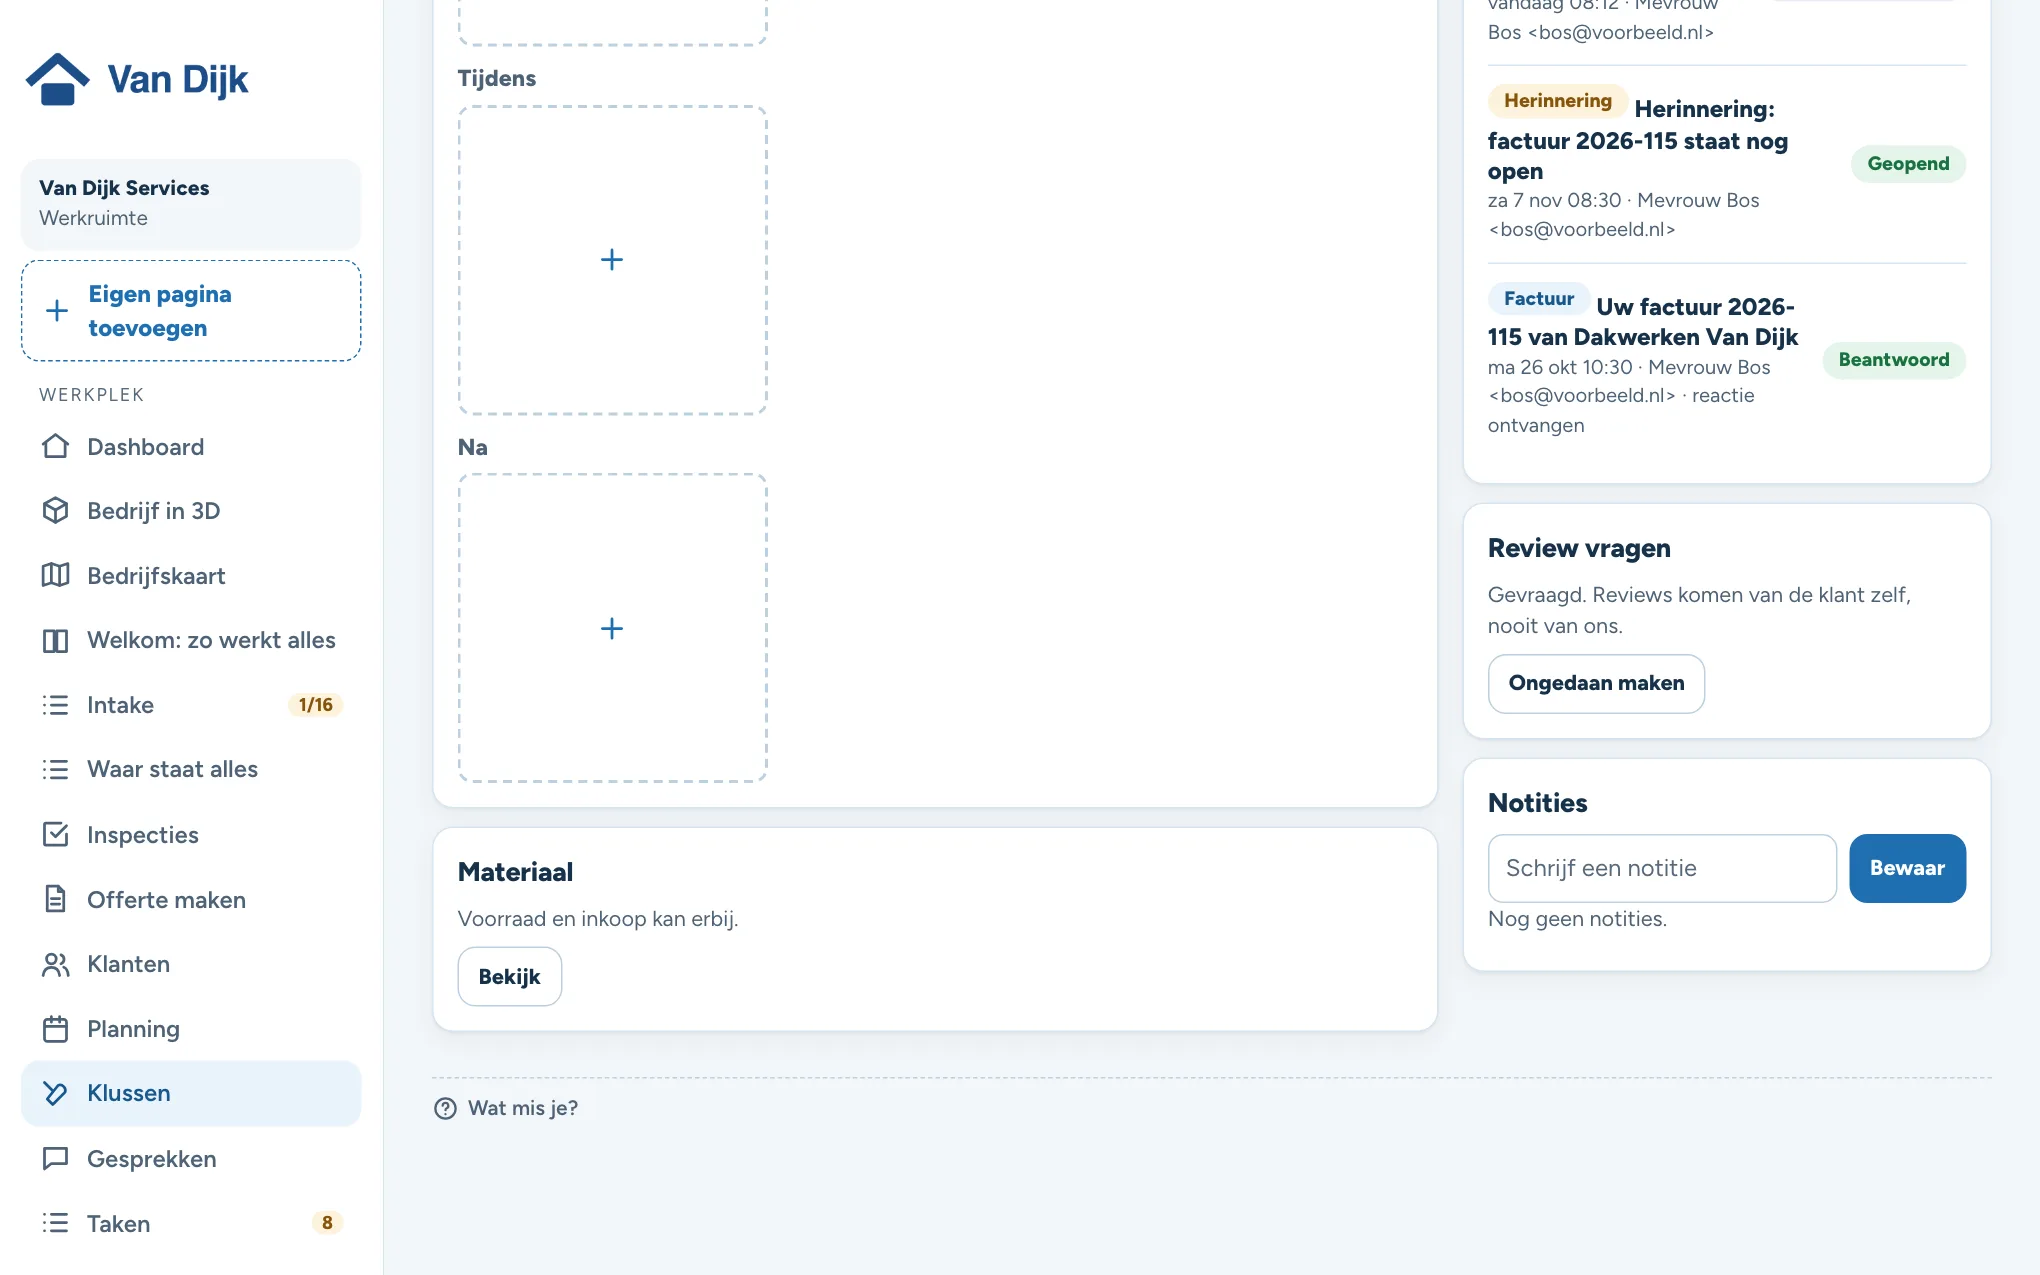 Van Dijk
Van Dijk Services
Werkruimte
Eigen pagina
toevoegen
WERKPLEK
Dashboard
Bedrijf in 3D
Bedrijfskaart
Welkom: zo werkt alles
Intake 1/16
Waar staat alles
Inspecties
Offerte maken
Klanten
Planning
Klussen
Gesprekken
Taken 8
Tijdens
Na
Materiaal
Voorraad en inkoop kan erbij.
Bekijk
Wat mis je?
vandaag 08:12 · Mevrouw
Bos <bos@voorbeeld.nl>
Herinnering Herinnering:
factuur 2026-115 staat nog
open
za 7 nov 08:30 · Mevrouw Bos
<bos@voorbeeld.nl>
Geopend
Factuur Uw factuur 2026-
115 van Dakwerken Van Dijk
ma 26 okt 10:30 · Mevrouw Bos
<bos@voorbeeld.nl> · reactie
ontvangen
Beantwoord
Review vragen
Gevraagd. Reviews komen van de klant zelf,
nooit van ons.
Ongedaan maken
Notities
Schrijf een notitie
Bewaar
Nog geen notities.